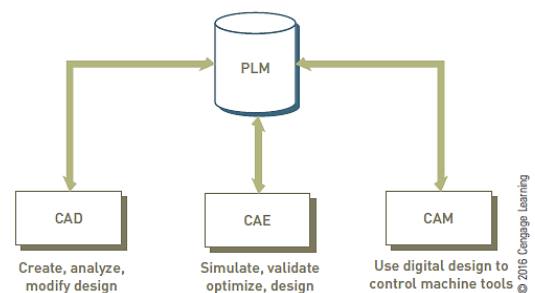 PLM
CAD
CAE
CAM
Create, analyze,
modify design
Simulate, validate
optimize, design
Use digital design to
control machine tools
© 2016 Cengage Learning